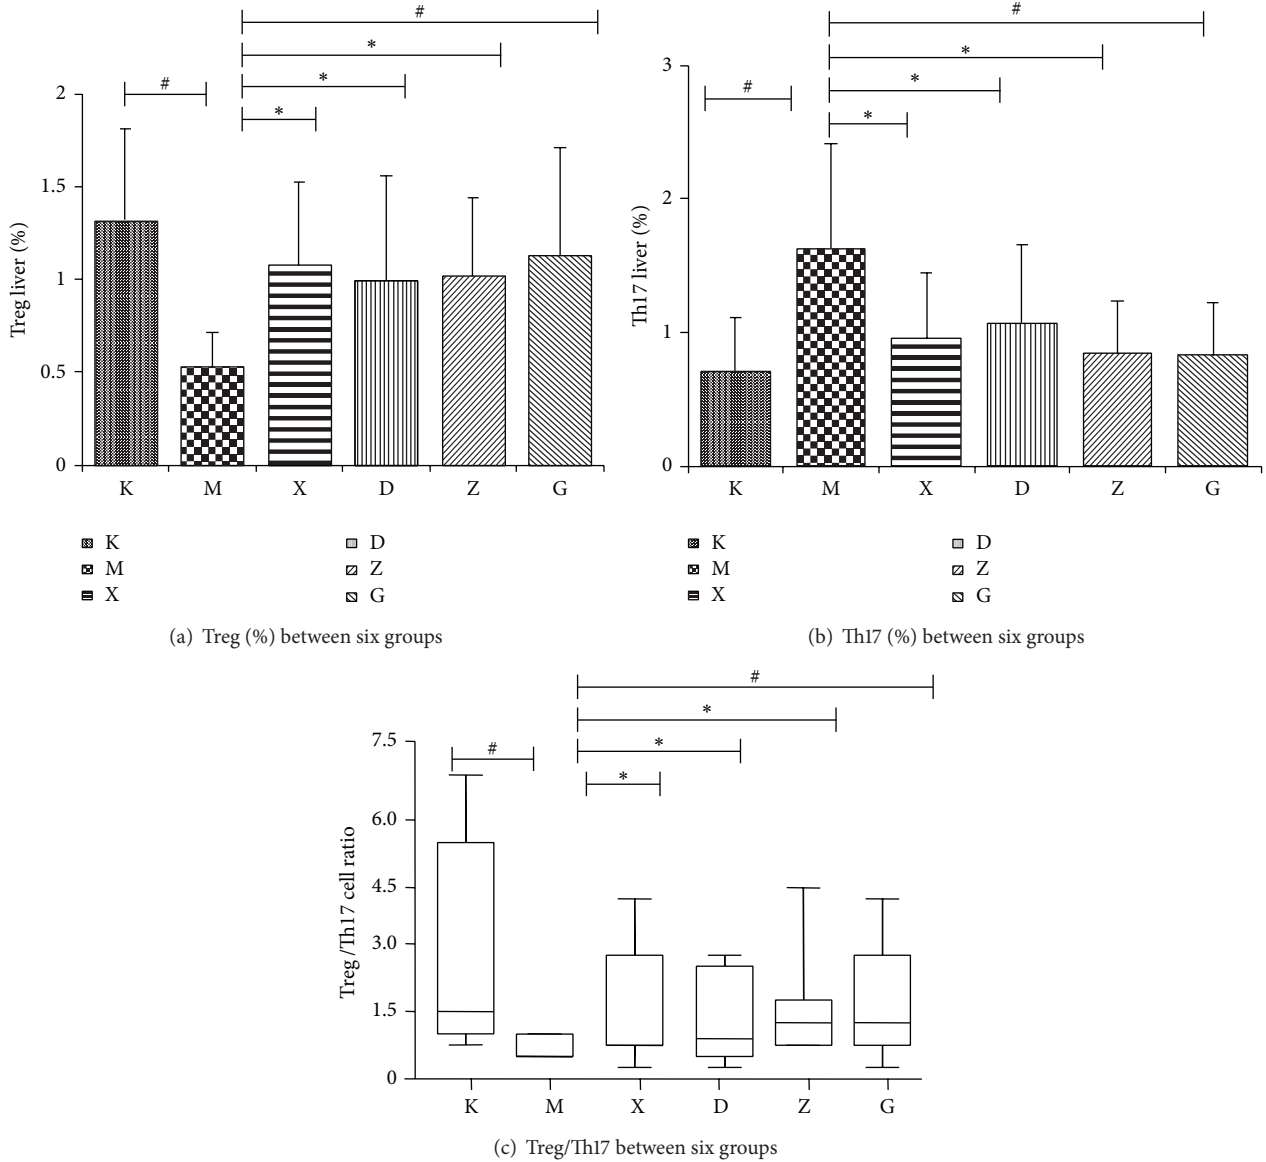 #
*
*
#
*
2
1.5
1
0.5
0
Treg liver (%)
K M X D Z G
K D
M Z
X G
(a) Treg (%) between six groups
#
*
*
#
*
3
2
1
0
Th17 liver (%)
K M X D Z G
K D
M Z
X G
(b) Th17 (%) between six groups
#
*
*
#
*
7.5
6.0
4.5
3.0
1.5
0
Treg/Th17 cell ratio
K M X D Z G
(c) Treg/Th17 between six groups